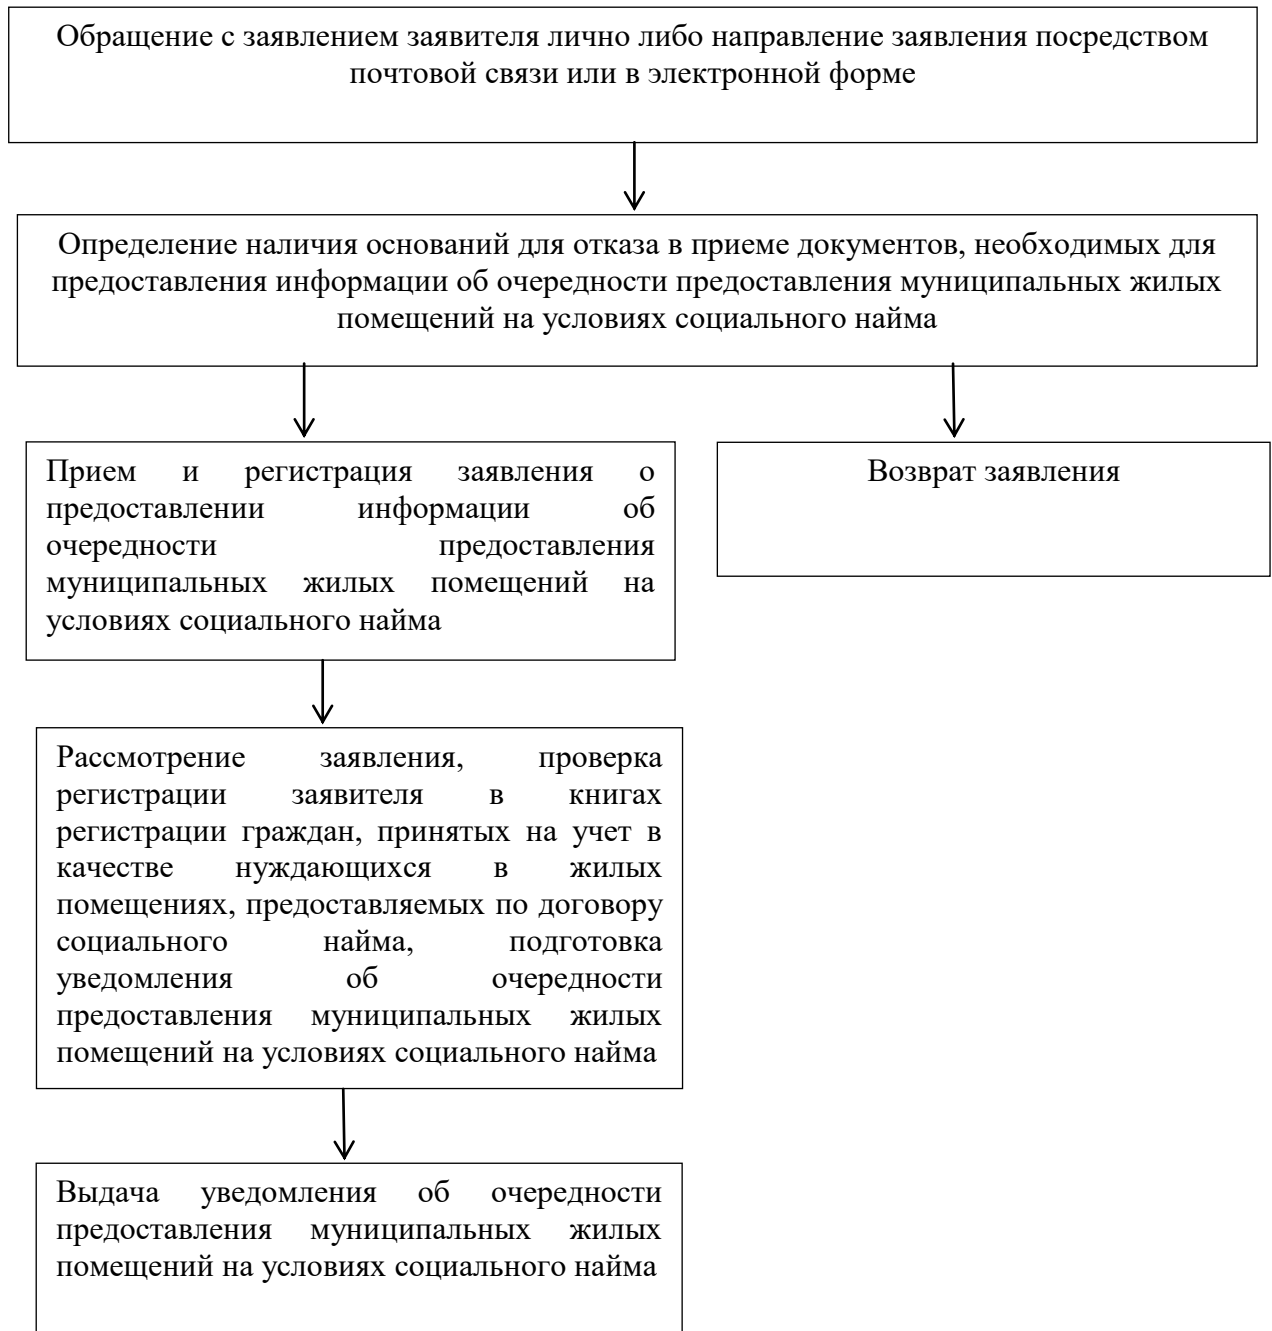 Обращение с заявлением заявителя лично либо направление заявления посредством
почтовой связи или в электронной форме
Определение наличия оснований для отказа в приеме документов, необходимых для
предоставления информации об очередности предоставления муниципальных жилых
помещений на условиях социального найма
Прием и регистрация заявления о
предоставлении информации об
очередности предоставления
муниципальных жилых помещений на
условиях социального найма
Возврат заявления
Рассмотрение заявления, проверка
регистрации заявителя в книгах
регистрации граждан, принятых на учет в
качестве нуждающихся в жилых
помещениях, предоставляемых по договору
социального найма, подготовка
уведомления об очередности
предоставления муниципальных жилых
помещений на условиях социального найма
Выдача уведомления об очередности
предоставления муниципальных жилых
помещений на условиях социального найма